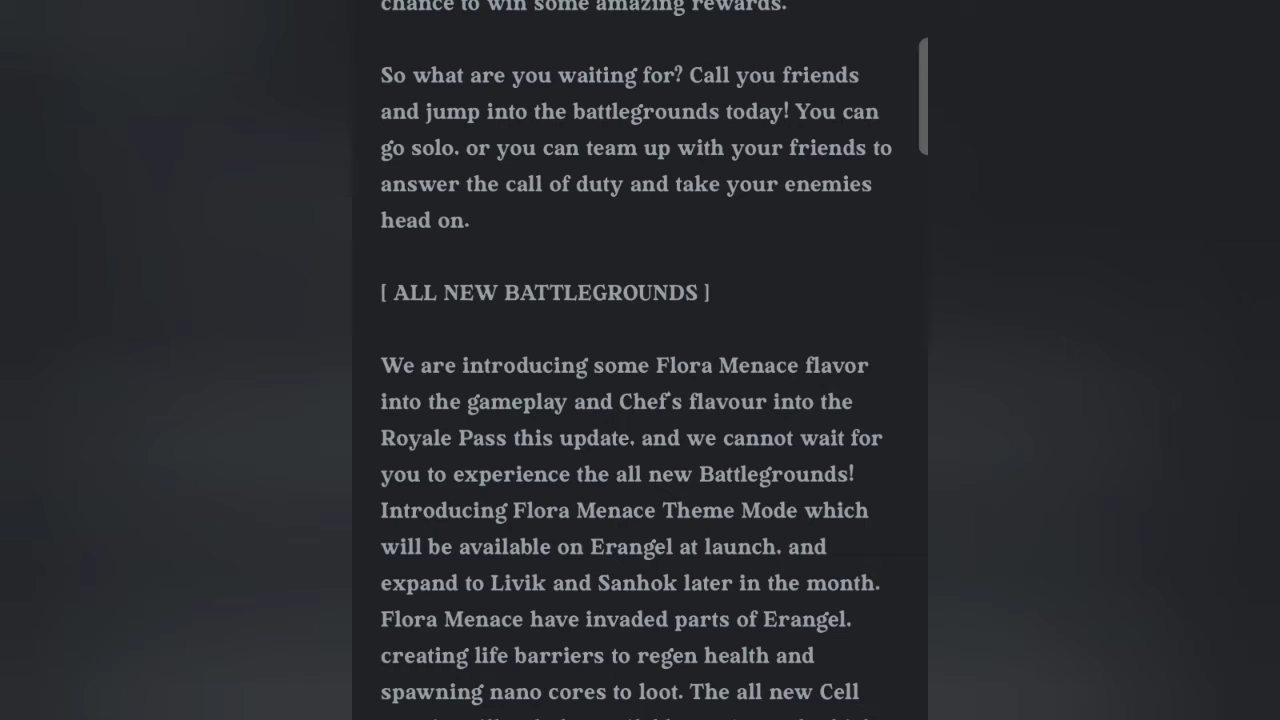 chance to win some amazing rewards.
So what are you waiting for? Call you friends
and jump into the battlegrounds today! You can
go solo, or you can team up with your friends to
answer the call of duty and take your enemies
head on.
[ ALL NEW BATTLEGROUNDS ]
We are introducing some Flora Menace flavor
into the gameplay and Chef's flavour into the
Royale Pass this update, and we cannot wait for
you to experience the all new Battlegrounds!
Introducing Flora Menace Theme Mode which
will be available on Erangel at launch, and
expand to Livik and Sanhok later in the month.
Flora Menace have invaded parts of Erangel,
creating life barriers to regen health and
spawning nano cores to loot. The all new Cell